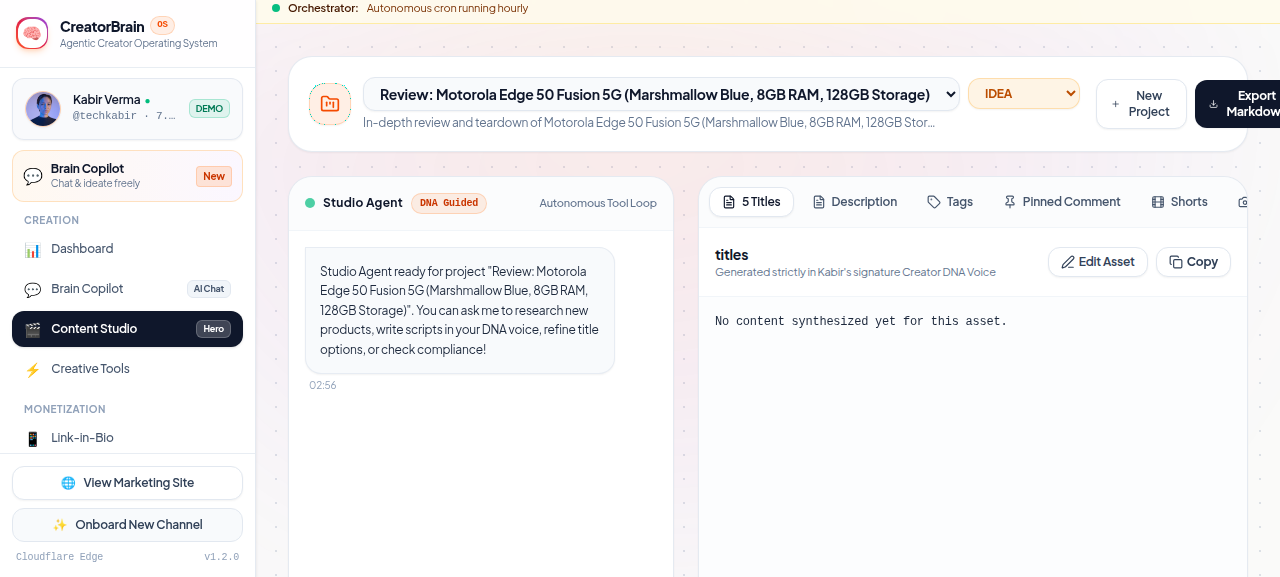 CreatorBrain OS
Agentic Creator Operating System
Kabir Verma
@techkabir · 7.…
DEMO
Brain Copilot
Chat & ideate freely
New
CREATION
Dashboard
Brain Copilot
AI Chat
Content Studio
Hero
Creative Tools
MONETIZATION
Link-in-Bio
View Marketing Site
Onboard New Channel
Cloudflare Edge
v1.2.0
Orchestrator: Autonomous cron running hourly
Review: Motorola Edge 50 Fusion 5G (Marshmallow Blue, 8GB RAM, 128GB Storage)
IDEA
In-depth review and teardown of Motorola Edge 50 Fusion 5G (Marshmallow Blue, 8GB RAM, 128GB Stor…
New
Project
Export
Markdow
Studio Agent
DNA Guided
Autonomous Tool Loop
Studio Agent ready for project "Review: Motorola
Edge 50 Fusion 5G (Marshmallow Blue, 8GB RAM,
128GB Storage)". You can ask me to research new
products, write scripts in your DNA voice, refine title
options, or check compliance!
02:56
5 Titles
Description
Tags
Pinned Comment
Shorts
titles
Generated strictly in Kabir's signature Creator DNA Voice
Edit Asset
Copy
No content synthesized yet for this asset.